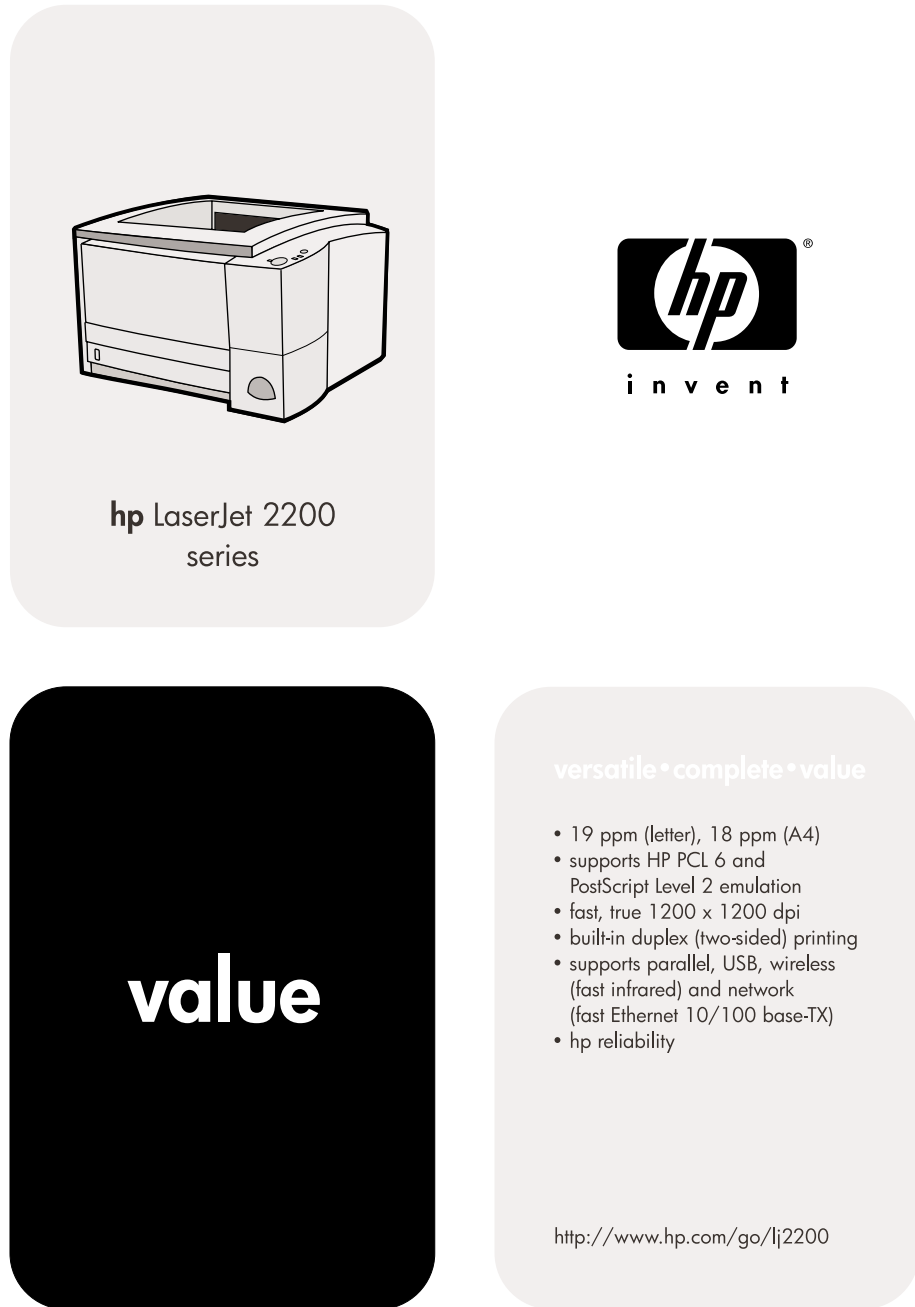 hp LaserJet 2200
series
hp®
invent
value
versatile • complete • value
• 19 ppm (letter), 18 ppm (A4)
• supports HP PCL 6 and
PostScript Level 2 emulation
• fast, true 1200 x 1200 dpi
• built-in duplex (two-sided) printing
• supports parallel, USB, wireless
(fast infrared) and network
(fast Ethernet 10/100 base-TX)
• hp reliability
http://www.hp.com/go/lj2200